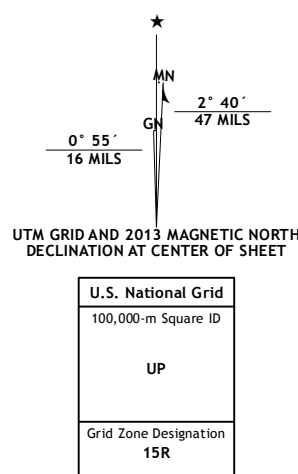 ★
MN
2° 40´
47 MILS
GN
0° 55´
16 MILS
UTM GRID AND 2013 MAGNETIC NORTH
DECLINATION AT CENTER OF SHEET
U.S. National Grid
100,000-m Square ID
UP
Grid Zone Designation
15R